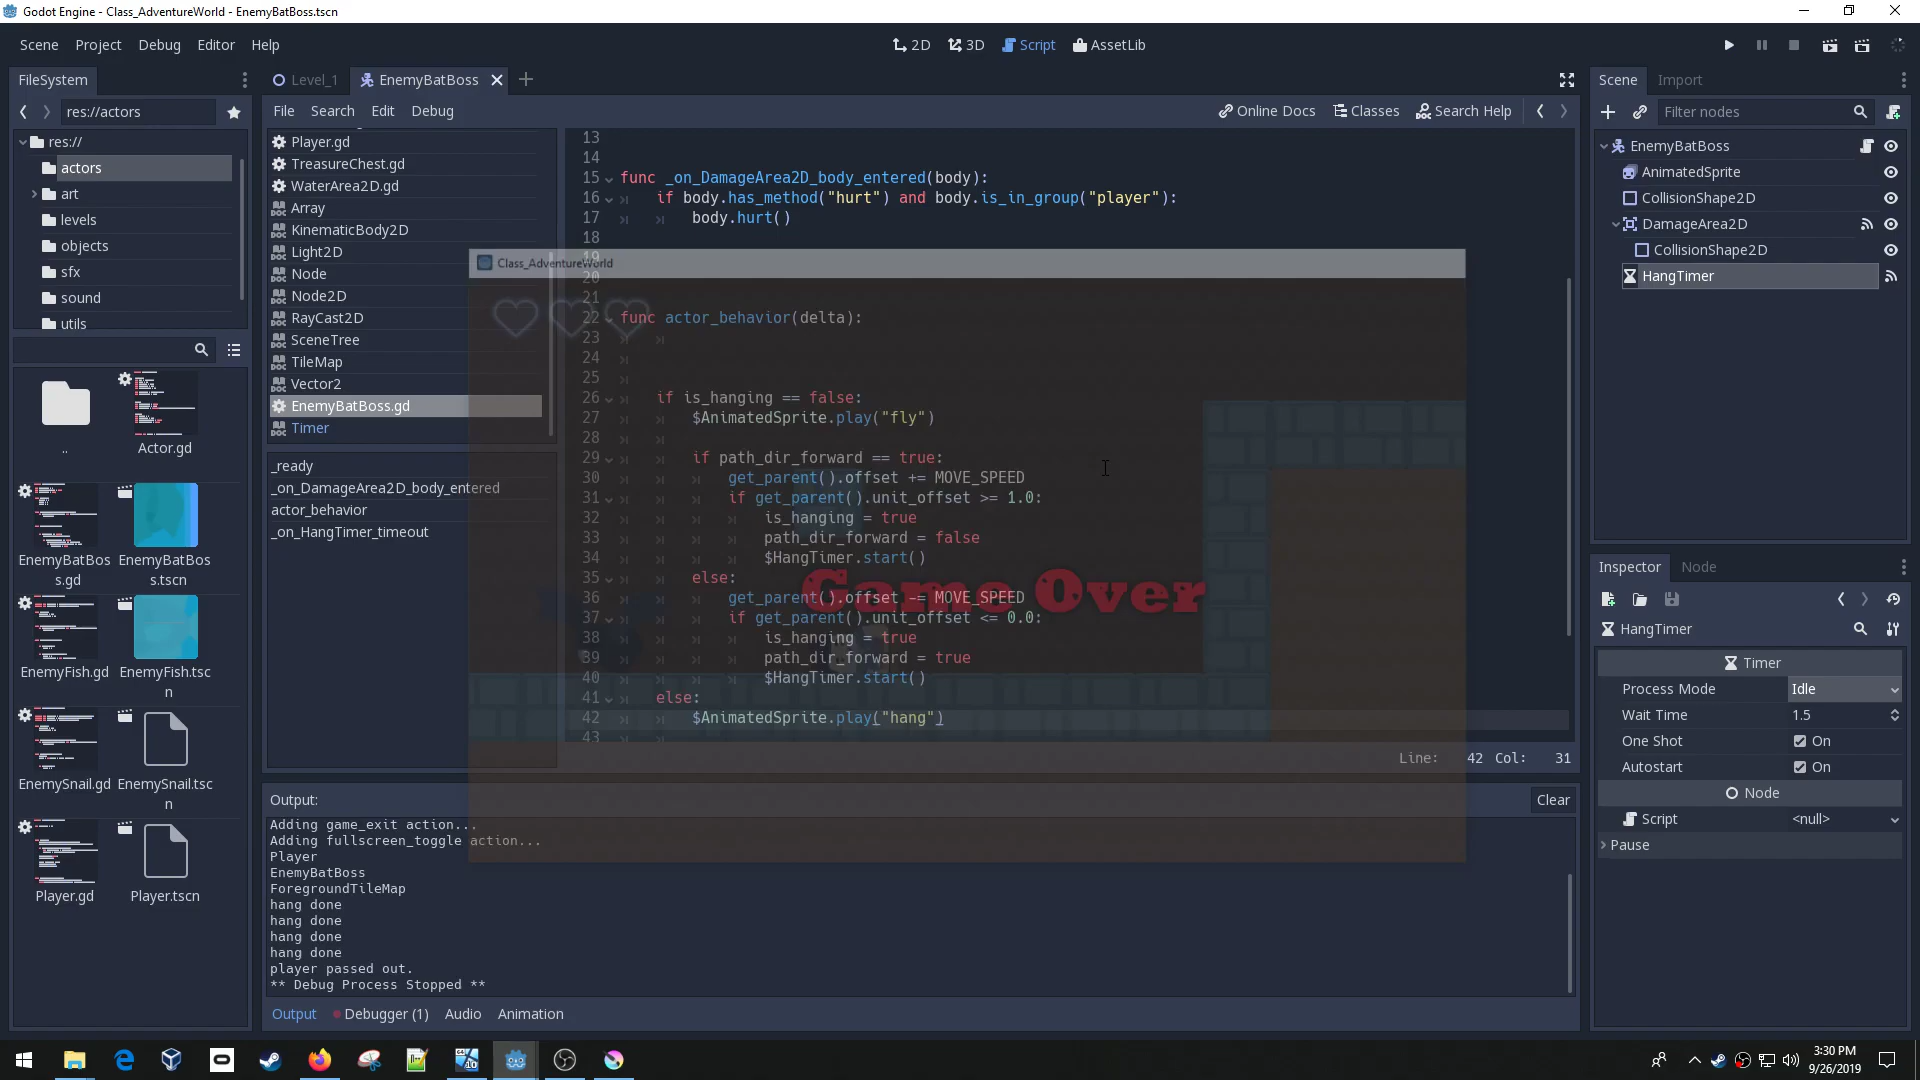 Godot Engine - Class_AdventureWorld - EnemyBatBoss.tscn
Scene Project Debug Editor Help
2D 3D Script AssetLib
FileSystem
res://actors
res://
actors
art
levels
objects
sfx
sound
utils
..
Actor.gd
EnemyBatBos
s.gd
EnemyBatBos
s.tscn
EnemyFish.gd
EnemyFish.tsc
n
EnemySnail.gd
EnemySnail.tsc
n
Player.gd
Player.tscn
Level_1 EnemyBatBoss
File Search Edit Debug
Online Docs Classes Search Help
Player.gd
TreasureChest.gd
WaterArea2D.gd
Array
KinematicBody2D
Light2D
Node
Node2D
RayCast2D
SceneTree
TileMap
Vector2
EnemyBatBoss.gd
Timer
_ready
_on_DamageArea2D_body_entered
actor_behavior
_on_HangTimer_timeout
13
14
15 func _on_DamageArea2D_body_entered(body):
16 if body.has_method("hurt") and body.is_in_group("player"):
17 body.hurt()
18
19
20
21
22 func actor_behavior(delta):
23
24
25
26 if is_hanging == false:
27 $AnimatedSprite.play("fly")
28
29 if path_dir_forward == true:
30 get_parent().offset += MOVE_SPEED
31 if get_parent().unit_offset >= 1.0:
32 is_hanging = true
33 path_dir_forward = false
34 $HangTimer.start()
35 else:
36 get_parent().offset -= MOVE_SPEED
37 if get_parent().unit_offset <= 0.0:
38 is_hanging = true
39 path_dir_forward = true
40 $HangTimer.start()
41 else:
42 $AnimatedSprite.play("hang")
43
Class_AdventureWorld
Game Over
Line: 42 Col: 31
Output:
Clear
Adding game_exit action...
Adding fullscreen_toggle action...
Player
EnemyBatBoss
ForegroundTileMap
hang done
hang done
hang done
hang done
player passed out.
** Debug Process Stopped **
Output Debugger (1) Audio Animation
Scene Import
Filter nodes
EnemyBatBoss
AnimatedSprite
CollisionShape2D
DamageArea2D
CollisionShape2D
HangTimer
Inspector Node
HangTimer
Timer
Process Mode Idle
Wait Time 1.5
One Shot On
Autostart On
Node
Script <null>
Pause
3:30 PM
9/26/2019